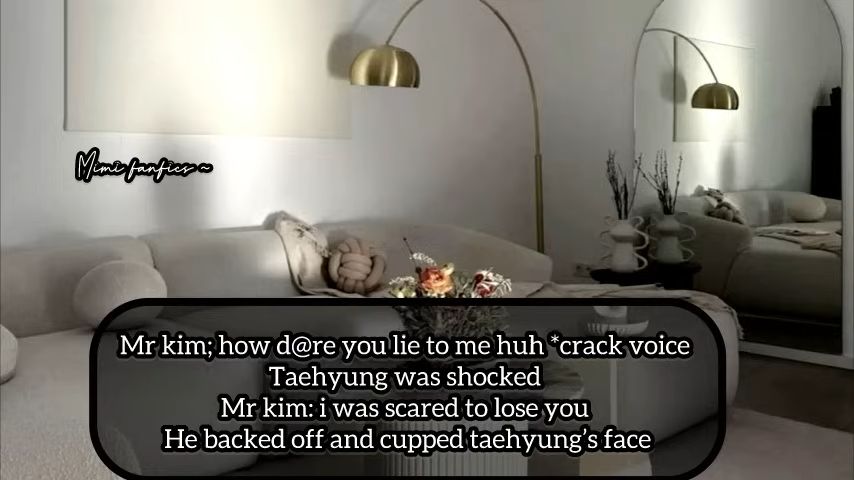 Mimi fanfics ~
Mr kim; how d@re you lie to me huh *crack voice
Taehyung was shocked
Mr kim: i was scared to lose you
He backed off and cupped taehyung's face